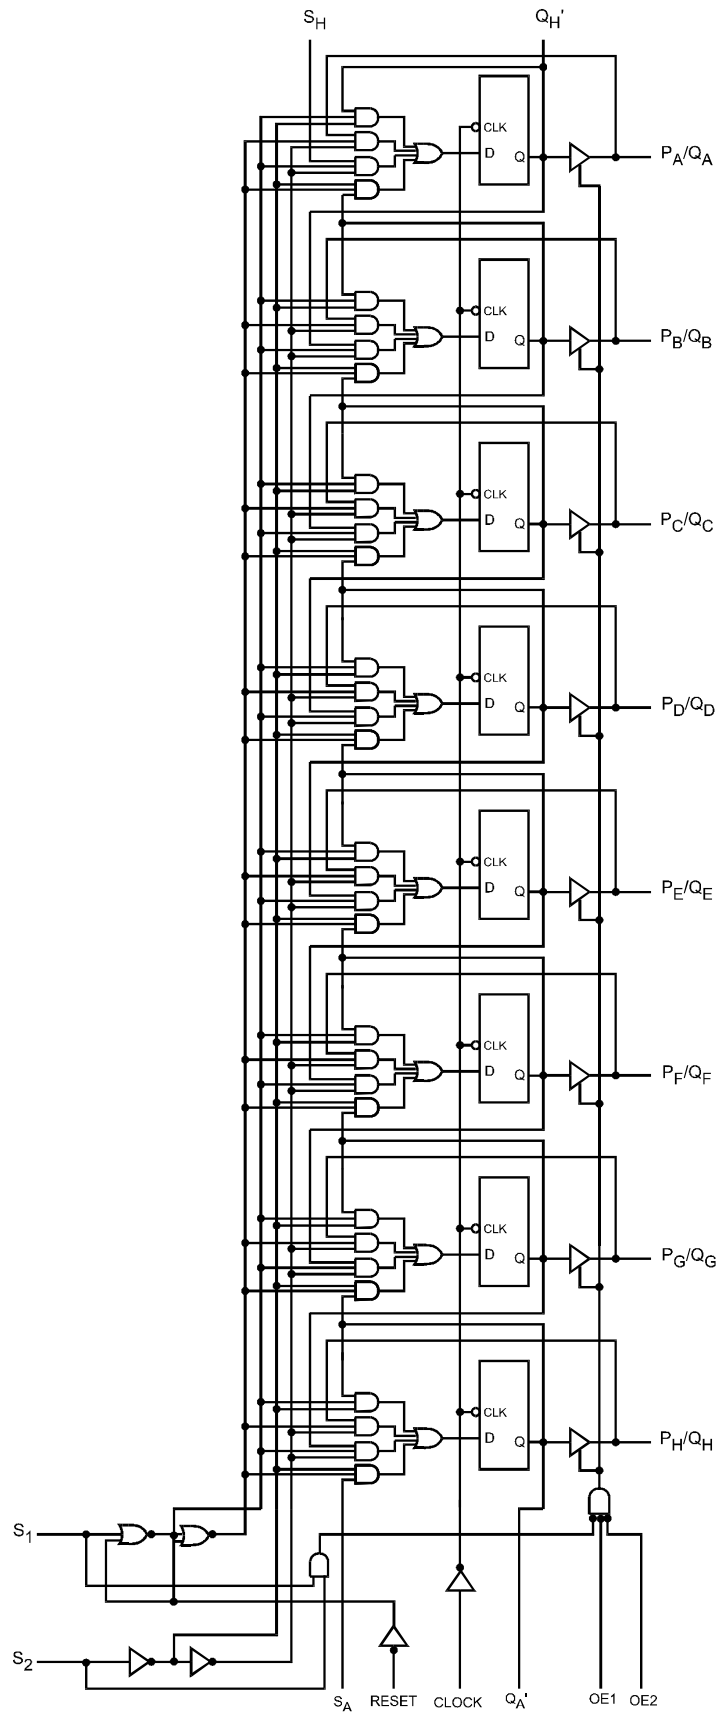 SH QH'
CLK
D Q PA/QA
CLK
D Q PB/QB
CLK
D Q PC/QC
CLK
D Q PD/QD
CLK
D Q PE/QE
CLK
D Q PF/QF
CLK
D Q PG/QG
CLK
D Q PH/QH
S1
S2
SA RESET CLOCK QA' OE1 OE2